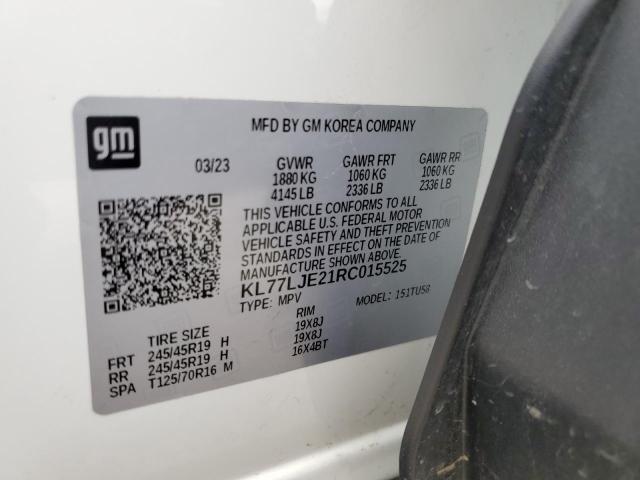 gm
MFD BY GM KOREA COMPANY
03/23 GVWR GAWR FRT GAWR RR
1880 KG 1060 KG 1060 KG
4145 LB 2336 LB 2336 LB
THIS VEHICLE CONFORMS TO ALL
APPLICABLE U.S. FEDERAL MOTOR
VEHICLE SAFETY AND THEFT PREVENTION
STANDARDS IN EFFECT ON THE DATE OF
MANUFACTURE SHOWN ABOVE.
KL77LJE21RC015525
TYPE: MPV MODEL: 151TU58
TIRE SIZE RIM
FRT 245/45R19 H 19X8J
RR 245/45R19 H 19X8J
SPA T125/70R16 M 16X4BT